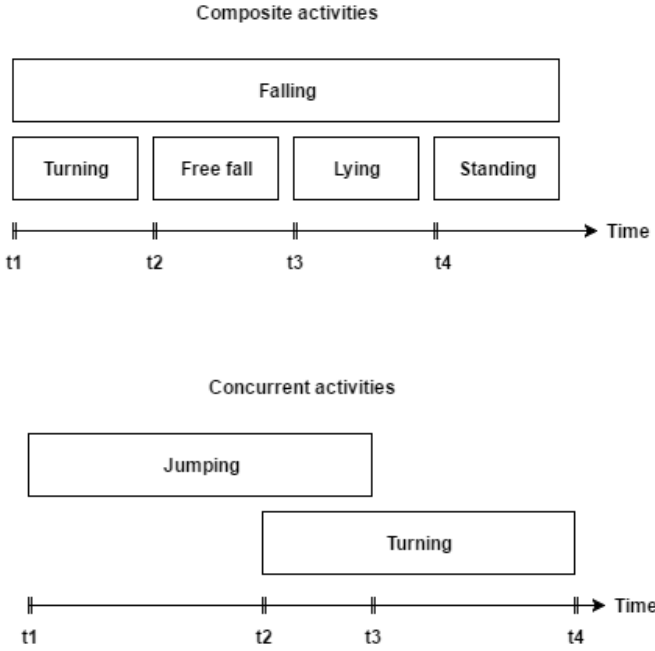 Composite activities
Falling
Turning Free fall Lying Standing
Time
t1 t2 t3 t4
Concurrent activities
Jumping
Turning
Time
t1 t2 t3 t4